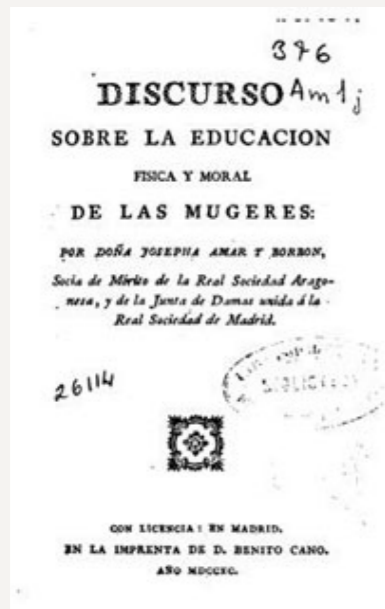 376
DISCURSO Am1j
SOBRE LA EDUCACION
FISICA Y MORAL
DE LAS MUGERES:
POR DOÑA JOSEPHA AMAR Y BORBON,
Socia de Mérito de la Real Sociedad Arago-
nesa, y de la Junta de Damas unida á la
Real Sociedad de Madrid.
26114
CON LICENCIA: EN MADRID.
EN LA IMPRENTA DE D. BENITO CANO.
AÑO MDCCXC.